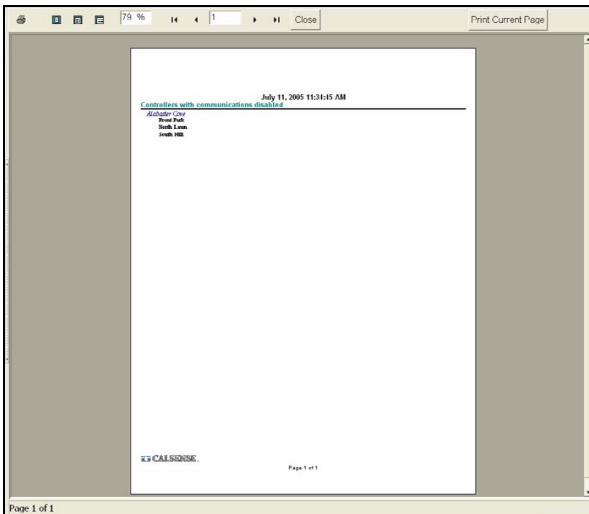 79 % 1 Close Print Current Page
July 11, 2005 11:31:15 AM
Controllers with communications disabled
Alabaster Cove
Front Park
North Lawn
South Hill
CALSENSE
Page 1 of 1
Page 1 of 1